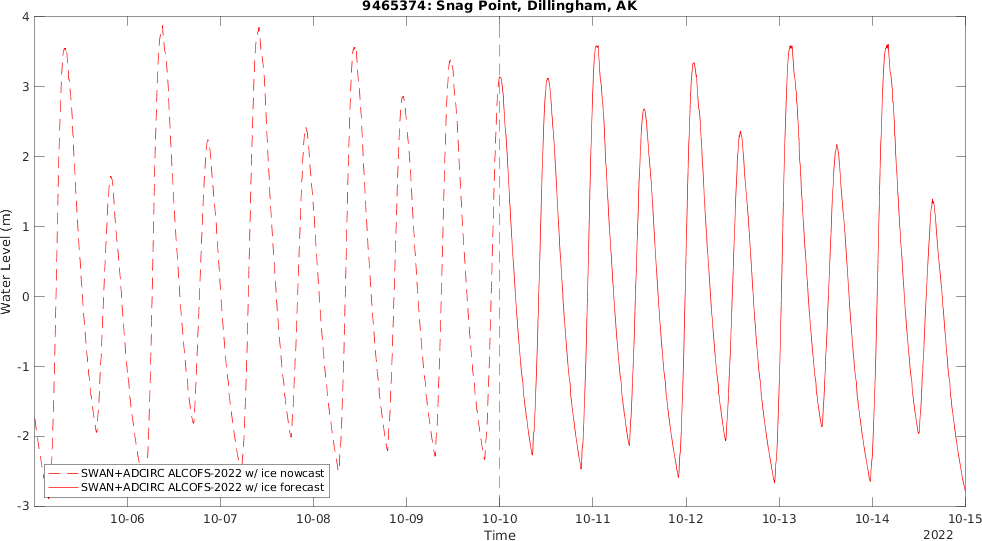 9465374: Snag Point, Dillingham, AK
Water Level (m)
4
3
2
1
0
-1
-2
-3
SWAN+ADCIRC ALCOFS-2022 w/ ice nowcast
SWAN+ADCIRC ALCOFS-2022 w/ ice forecast
10-06 10-07 10-08 10-09 10-10 10-11 10-12 10-13 10-14 10-15
Time
2022